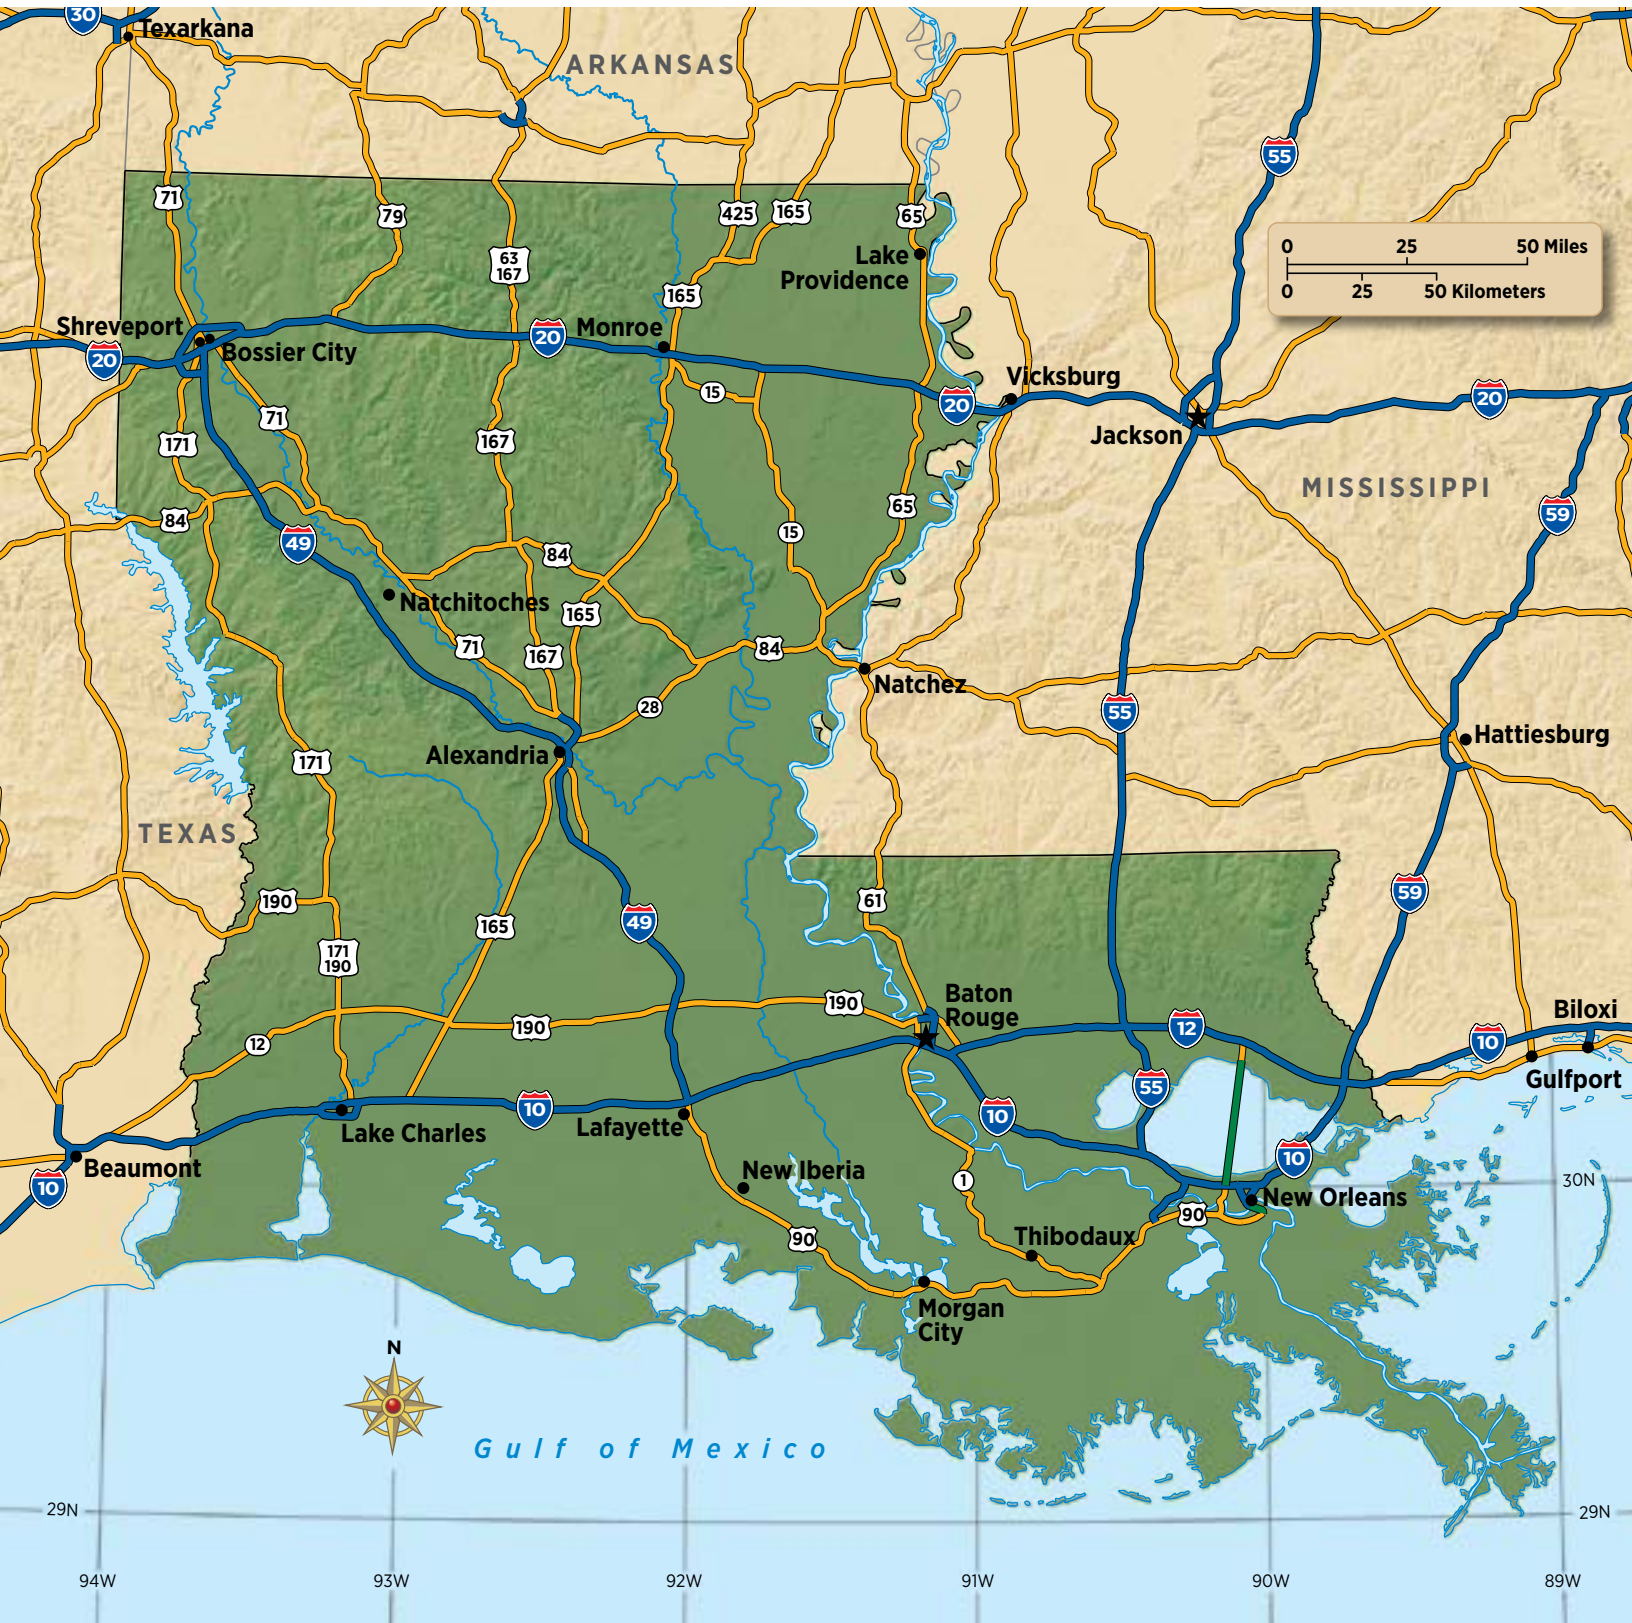 30
Texarkana
ARKANSAS
55
71
79
425
165
65
63
167
Lake
Providence
0 25 50 Miles
0 25 50 Kilometers
165
Shreveport
Bossier City
20
20
Monroe
15
20
Vicksburg
Jackson
20
71
171
167
MISSISSIPPI
65
59
84
49
15
84
Natchitoches
165
71
167
84
Natchez
28
55
Hattiesburg
Alexandria
171
TEXAS
190
165
49
61
59
171
190
Baton
Rouge
190
190
12
12
Biloxi
10
Gulfport
55
10
10
Lake Charles
Lafayette
Beaumont
10
New Iberia
1
10
30N
New Orleans
90
Thibodaux
90
Morgan
City
N
Gulf of Mexico
29N
29N
94W
93W
92W
91W
90W
89W